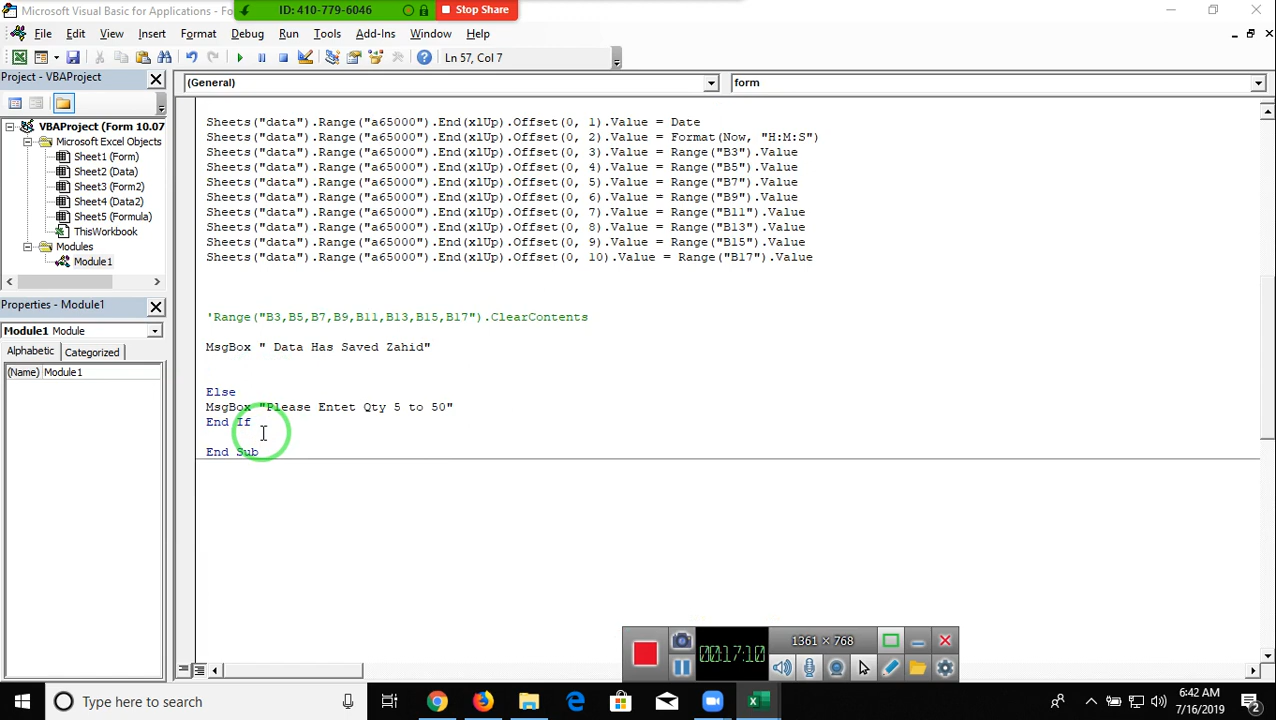 Microsoft Visual Basic for Applications - Fo
ID: 410-779-6046
Stop Share
File Edit View Insert Format Debug Run Tools Add-Ins Window Help
Ln 57, Col 7
Project - VBAProject
(General)
form
VBAProject (Form 10.07
Microsoft Excel Objects
Sheet1 (Form)
Sheet2 (Data)
Sheet3 (Form2)
Sheet4 (Data2)
Sheet5 (Formula)
ThisWorkbook
Modules
Module1
Properties - Module1
Module1 Module
Alphabetic Categorized
(Name) Module1
Sheets("data").Range("a65000").End(xlUp).Offset(0, 1).Value = Date
Sheets("data").Range("a65000").End(xlUp).Offset(0, 2).Value = Format(Now, "H:M:S")
Sheets("data").Range("a65000").End(xlUp).Offset(0, 3).Value = Range("B3").Value
Sheets("data").Range("a65000").End(xlUp).Offset(0, 4).Value = Range("B5").Value
Sheets("data").Range("a65000").End(xlUp).Offset(0, 5).Value = Range("B7").Value
Sheets("data").Range("a65000").End(xlUp).Offset(0, 6).Value = Range("B9").Value
Sheets("data").Range("a65000").End(xlUp).Offset(0, 7).Value = Range("B11").Value
Sheets("data").Range("a65000").End(xlUp).Offset(0, 8).Value = Range("B13").Value
Sheets("data").Range("a65000").End(xlUp).Offset(0, 9).Value = Range("B15").Value
Sheets("data").Range("a65000").End(xlUp).Offset(0, 10).Value = Range("B17").Value
'Range("B3,B5,B7,B9,B11,B13,B15,B17").ClearContents
MsgBox " Data Has Saved Zahid"
Else
MsgBox "Please Entet Qty 5 to 50"
End If
End Sub
00:17:10
1361 × 768
Type here to search
6:42 AM
7/16/2019
2